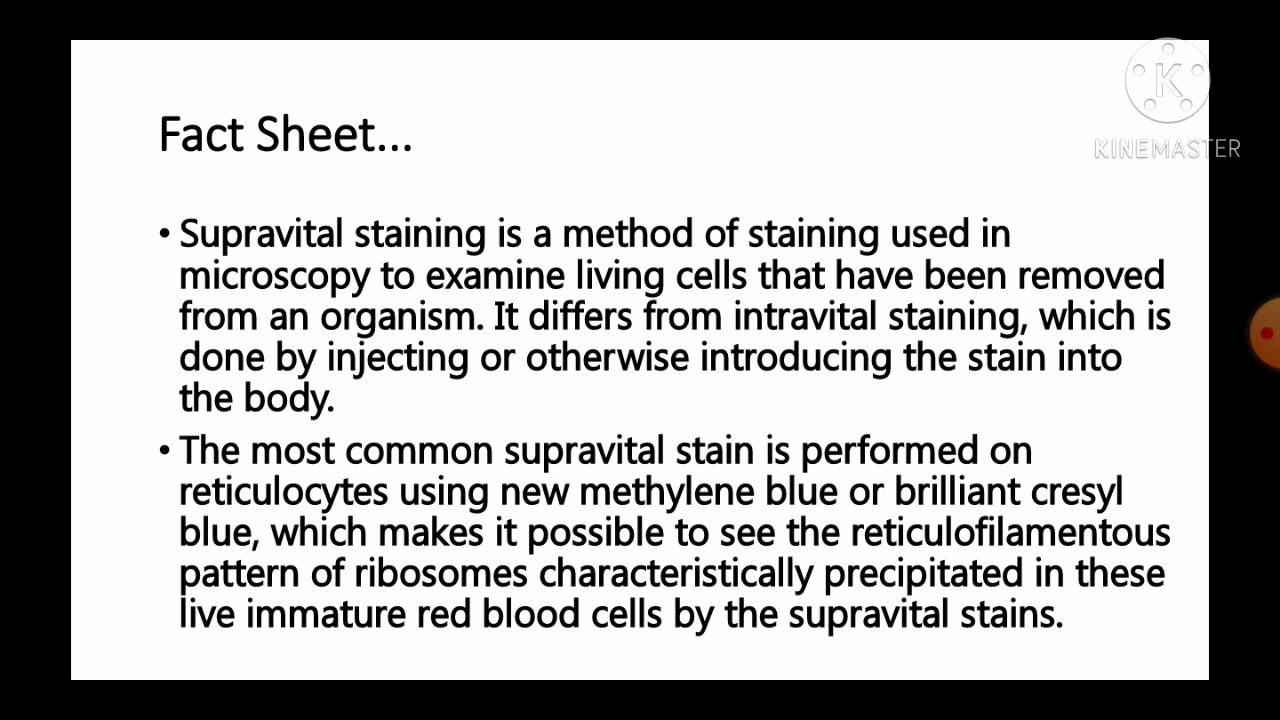 Fact Sheet...
K
KINEMASTER
• Supravital staining is a method of staining used in
microscopy to examine living cells that have been removed
from an organism. It differs from intravital staining, which is
done by injecting or otherwise introducing the stain into
the body.
• The most common supravital stain is performed on
reticulocytes using new methylene blue or brilliant cresyl
blue, which makes it possible to see the reticulofilamentous
pattern of ribosomes characteristically precipitated in these
live immature red blood cells by the supravital stains.